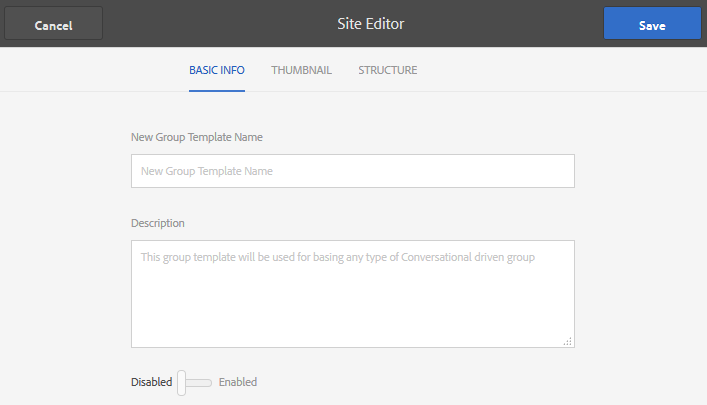 Cancel Site Editor Save
BASIC INFO THUMBNAIL STRUCTURE
New Group Template Name
New Group Template Name
Description
This group template will be used for basing any type of Conversational driven group
Disabled Enabled